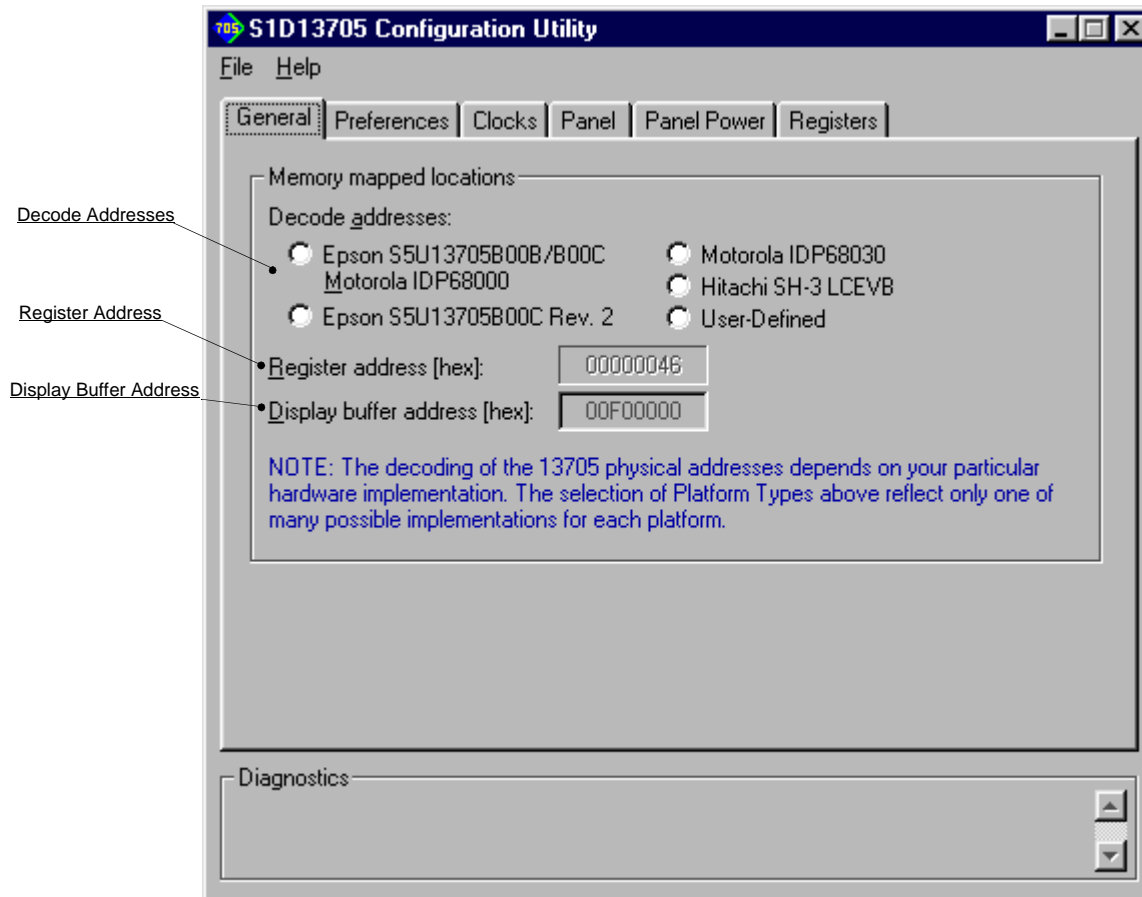 705 S1D13705 Configuration Utility
File Help
General Preferences Clocks Panel Panel Power Registers
Memory mapped locations
Decode Addresses
Decode addresses:
Epson S5U13705B00B/B00C
Motorola IDP68000
Motorola IDP68030
Hitachi SH-3 LCEVB
Epson S5U13705B00C Rev. 2
User-Defined
Register Address
Register address [hex]: 00000046
Display Buffer Address
Display buffer address [hex]: 00F00000
NOTE: The decoding of the 13705 physical addresses depends on your particular
hardware implementation. The selection of Platform Types above reflect only one of
many possible implementations for each platform.
Diagnostics